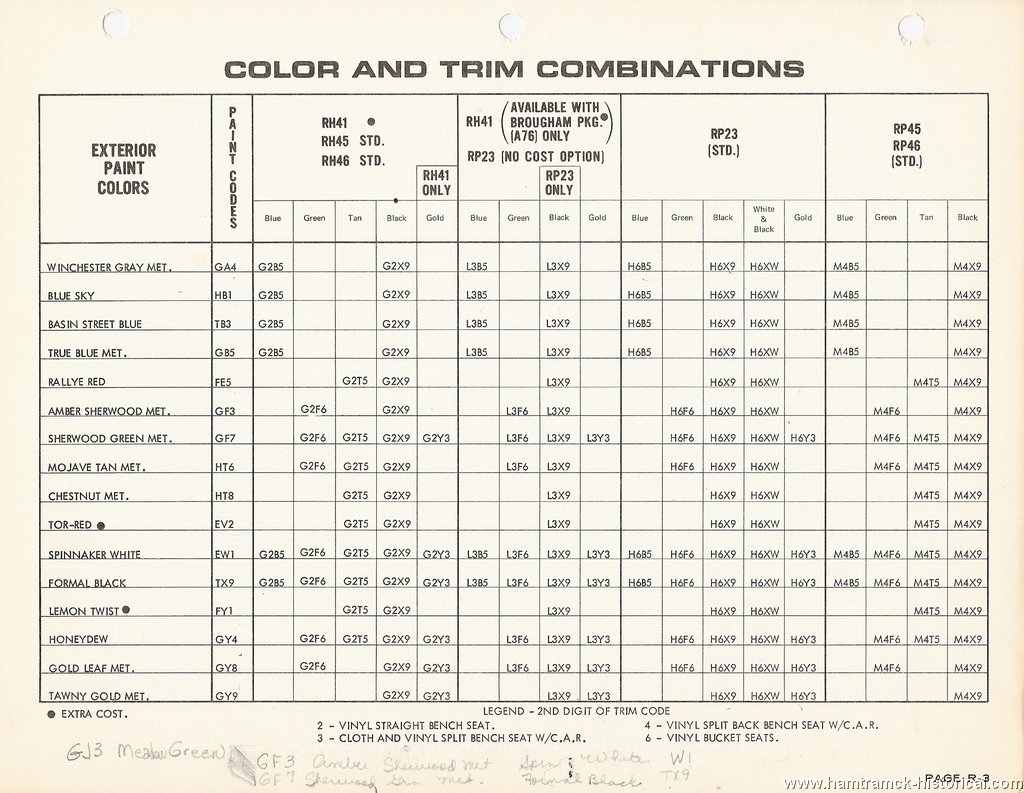 COLOR AND TRIM COMBINATIONS
EXTERIOR PAINT COLORS
PAINT CODES
RH41 ●
RH45 STD.
RH46 STD.
RH41 ONLY
RH41 (AVAILABLE WITH BROUGHAM PKG.● (A76) ONLY)
RP23 (NO COST OPTION)
RP23 ONLY
RP23 (STD.)
RP45
RP46
(STD.)
Blue Green Tan Black Gold Blue Green Black Gold Blue Green Black White & Black Gold Blue Green Tan Black
WINCHESTER GRAY MET. GA4 G2B5 G2X9 L3B5 L3X9 H6B5 H6X9 H6XW M4B5 M4X9
BLUE SKY HB1 G2B5 G2X9 L3B5 L3X9 H6B5 H6X9 H6XW M4B5 M4X9
BASIN STREET BLUE TB3 G2B5 G2X9 L3B5 L3X9 H6B5 H6X9 H6XW M4B5 M4X9
TRUE BLUE MET. GB5 G2B5 G2X9 L3B5 L3X9 H6B5 H6X9 H6XW M4B5 M4X9
RALLYE RED FE5 G2T5 G2X9 L3X9 H6X9 H6XW M4T5 M4X9
AMBER SHERWOOD MET. GF3 G2F6 G2X9 L3F6 L3X9 H6F6 H6X9 H6XW M4F6 M4X9
SHERWOOD GREEN MET. GF7 G2F6 G2T5 G2X9 G2Y3 L3F6 L3X9 L3Y3 H6F6 H6X9 H6XW H6Y3 M4F6 M4T5 M4X9
MOJAVE TAN MET. HT6 G2F6 G2T5 G2X9 L3F6 L3X9 H6F6 H6X9 H6XW M4F6 M4T5 M4X9
CHESTNUT MET. HT8 G2T5 G2X9 L3X9 H6X9 H6XW M4T5 M4X9
TOR-RED ● EV2 G2T5 G2X9 L3X9 H6X9 H6XW M4T5 M4X9
SPINNAKER WHITE EW1 G2B5 G2F6 G2T5 G2X9 G2Y3 L3B5 L3F6 L3X9 L3Y3 H6B5 H6F6 H6X9 H6XW H6Y3 M4B5 M4F6 M4T5 M4X9
FORMAL BLACK TX9 G2B5 G2F6 G2T5 G2X9 G2Y3 L3B5 L3F6 L3X9 L3Y3 H6B5 H6F6 H6X9 H6XW H6Y3 M4B5 M4F6 M4T5 M4X9
LEMON TWIST ● FY1 G2T5 G2X9 L3X9 H6X9 H6XW M4T5 M4X9
HONEYDEW GY4 G2F6 G2T5 G2X9 G2Y3 L3F6 L3X9 L3Y3 H6F6 H6X9 H6XW H6Y3 M4F6 M4T5 M4X9
GOLD LEAF MET. GY8 G2F6 G2X9 G2Y3 L3F6 L3X9 L3Y3 H6F6 H6X9 H6XW H6Y3 M4F6 M4X9
TAWNY GOLD MET. GY9 G2X9 G2Y3 L3X9 L3Y3 H6X9 H6XW H6Y3 M4X9
● EXTRA COST.
LEGEND - 2ND DIGIT OF TRIM CODE
2 - VINYL STRAIGHT BENCH SEAT. 4 - VINYL SPLIT BACK BENCH SEAT W/C.A.R.
3 - CLOTH AND VINYL SPLIT BENCH SEAT W/C.A.R. 6 - VINYL BUCKET SEATS.
GJ3 Green
GF3 Amber Sherwood Met Spin White W1
GF7 Sherwood Grn Met. Formal Black TX9
PAGE R-3
www.hamtramck-historical.com